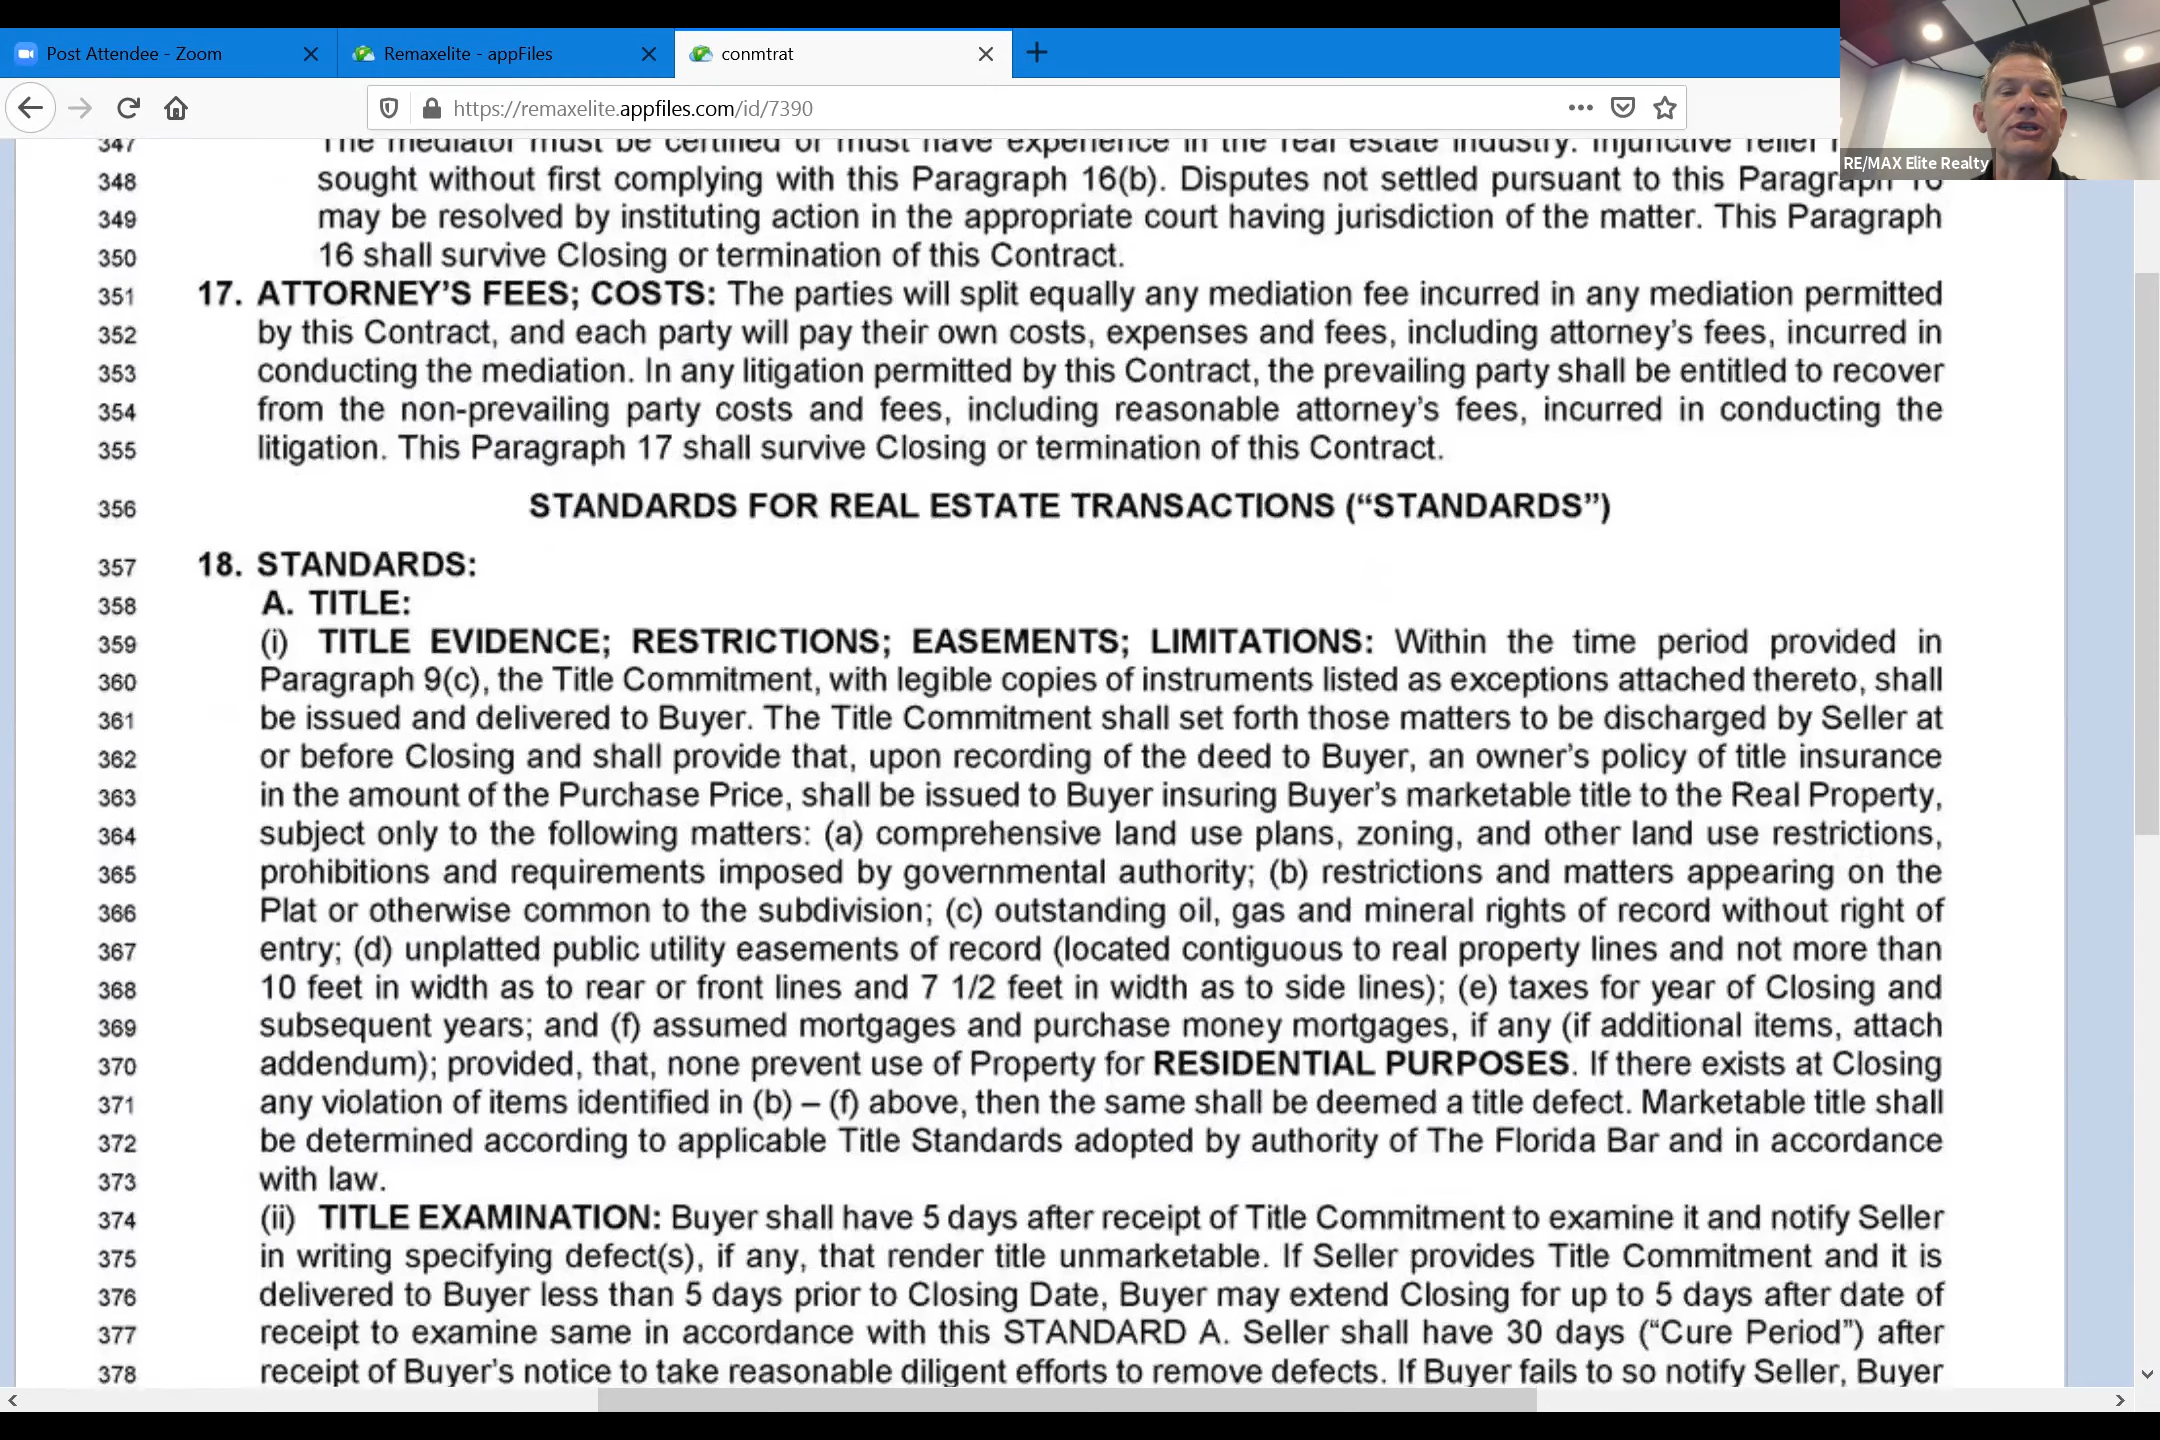 Post Attendee - Zoom
Remaxelite - appFiles
conmtrat
https://remaxelite.appfiles.com/id/7390
RE/MAX Elite Realty
347 The mediator must be certified or must have experience in the real estate industry. Injunctive relief
348 sought without first complying with this Paragraph 16(b). Disputes not settled pursuant to this Paragraph 16
349 may be resolved by instituting action in the appropriate court having jurisdiction of the matter. This Paragraph
350 16 shall survive Closing or termination of this Contract.
351 17. ATTORNEY'S FEES; COSTS: The parties will split equally any mediation fee incurred in any mediation permitted
352 by this Contract, and each party will pay their own costs, expenses and fees, including attorney's fees, incurred in
353 conducting the mediation. In any litigation permitted by this Contract, the prevailing party shall be entitled to recover
354 from the non-prevailing party costs and fees, including reasonable attorney's fees, incurred in conducting the
355 litigation. This Paragraph 17 shall survive Closing or termination of this Contract.
356 STANDARDS FOR REAL ESTATE TRANSACTIONS ("STANDARDS")
357 18. STANDARDS:
358 A. TITLE:
359 (i) TITLE EVIDENCE; RESTRICTIONS; EASEMENTS; LIMITATIONS: Within the time period provided in
360 Paragraph 9(c), the Title Commitment, with legible copies of instruments listed as exceptions attached thereto, shall
361 be issued and delivered to Buyer. The Title Commitment shall set forth those matters to be discharged by Seller at
362 or before Closing and shall provide that, upon recording of the deed to Buyer, an owner's policy of title insurance
363 in the amount of the Purchase Price, shall be issued to Buyer insuring Buyer's marketable title to the Real Property,
364 subject only to the following matters: (a) comprehensive land use plans, zoning, and other land use restrictions,
365 prohibitions and requirements imposed by governmental authority; (b) restrictions and matters appearing on the
366 Plat or otherwise common to the subdivision; (c) outstanding oil, gas and mineral rights of record without right of
367 entry; (d) unplatted public utility easements of record (located contiguous to real property lines and not more than
368 10 feet in width as to rear or front lines and 7 1/2 feet in width as to side lines); (e) taxes for year of Closing and
369 subsequent years; and (f) assumed mortgages and purchase money mortgages, if any (if additional items, attach
370 addendum); provided, that, none prevent use of Property for RESIDENTIAL PURPOSES. If there exists at Closing
371 any violation of items identified in (b) – (f) above, then the same shall be deemed a title defect. Marketable title shall
372 be determined according to applicable Title Standards adopted by authority of The Florida Bar and in accordance
373 with law.
374 (ii) TITLE EXAMINATION: Buyer shall have 5 days after receipt of Title Commitment to examine it and notify Seller
375 in writing specifying defect(s), if any, that render title unmarketable. If Seller provides Title Commitment and it is
376 delivered to Buyer less than 5 days prior to Closing Date, Buyer may extend Closing for up to 5 days after date of
377 receipt to examine same in accordance with this STANDARD A. Seller shall have 30 days ("Cure Period") after
378 receipt of Buyer's notice to take reasonable diligent efforts to remove defects. If Buyer fails to so notify Seller, Buyer